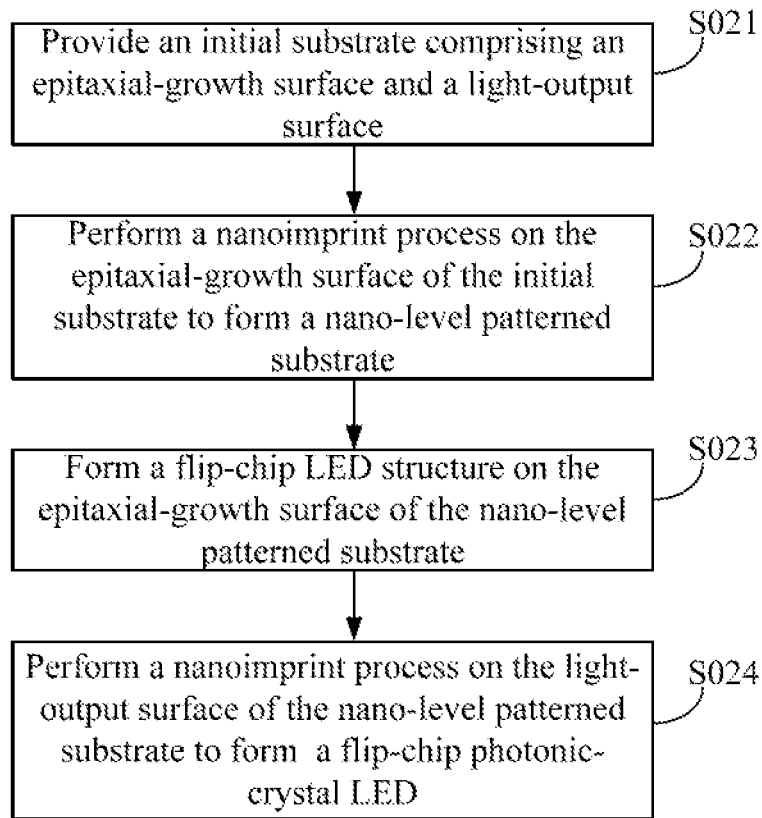 S021
Provide an initial substrate comprising an
epitaxial-growth surface and a light-output
surface
S022
Perform a nanoimprint process on the
epitaxial-growth surface of the initial
substrate to form a nano-level patterned
substrate
S023
Form a flip-chip LED structure on the
epitaxial-growth surface of the nano-level
patterned substrate
S024
Perform a nanoimprint process on the light-
output surface of the nano-level patterned
substrate to form a flip-chip photonic-
crystal LED